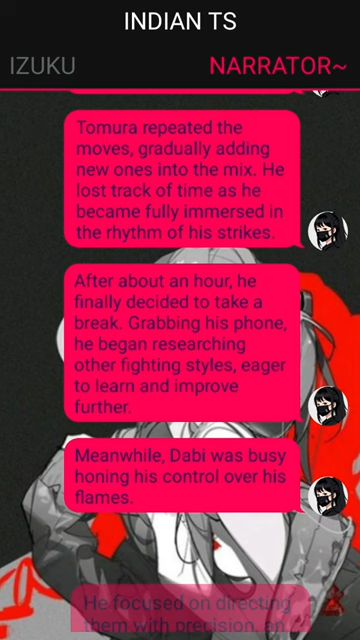 INDIAN TS
IZUKU NARRATOR~
Tomura repeated the
moves, gradually adding
new ones into the mix. He
lost track of time as he
became fully immersed in
the rhythm of his strikes.
After about an hour, he
finally decided to take a
break. Grabbing his phone,
he began researching
other fighting styles, eager
to learn and improve
further.
Meanwhile, Dabi was busy
honing his control over his
flames.
He focused on directing
them with precision, an